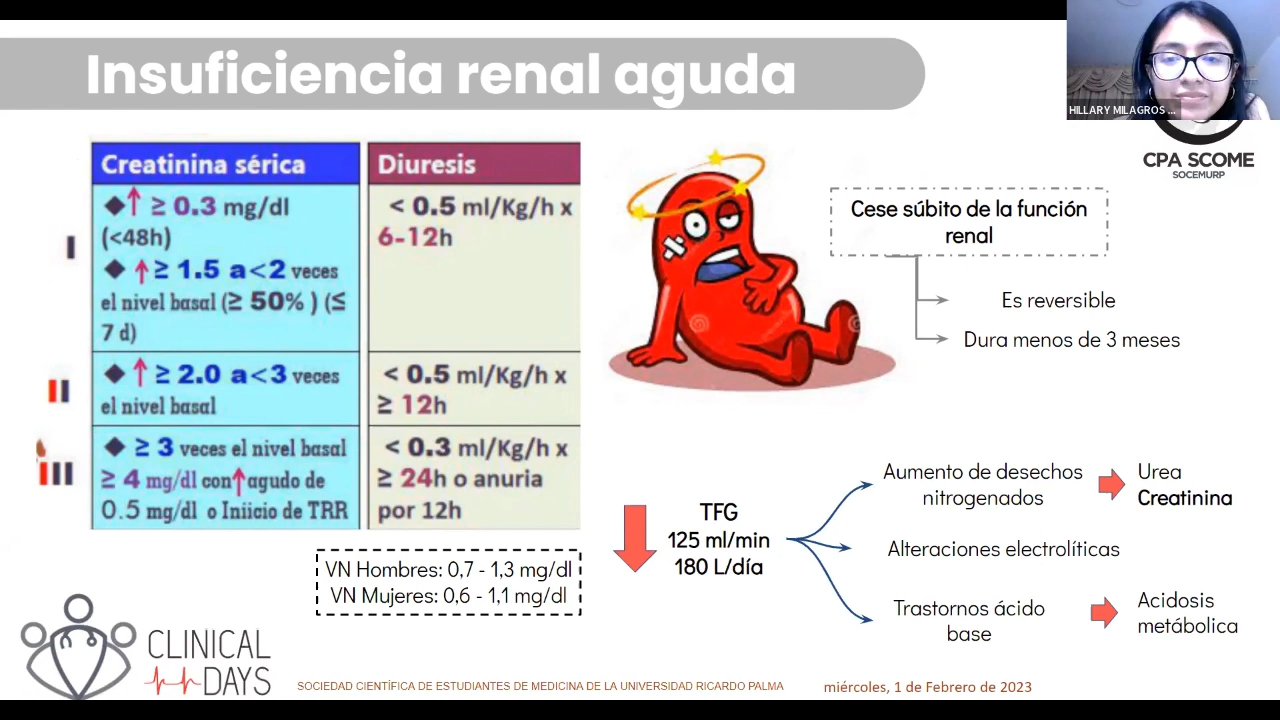 Insuficiencia renal aguda
HILLARY MILAGROS ...
CPA SCOME
SOCEMURP
Creatinina sérica
Diuresis
I
◆↑ ≥ 0.3 mg/dl
(<48h)
◆ ↑≥ 1.5 a<2 veces
el nivel basal (≥ 50% ) (≤
7 d)
< 0.5 ml/Kg/h x
6-12h
II
◆ ↑ ≥ 2.0 a<3 veces
el nivel basal
< 0.5 ml/Kg/h x
≥ 12h
III
◆ ≥ 3 veces el nivel basal
≥ 4 mg/dl con↑agudo de
0.5 mg/dl o Iniicio de TRR
< 0.3 ml/Kg/h x
≥ 24h o anuria
por 12h
VN Hombres: 0,7 - 1,3 mg/dl
VN Mujeres: 0,6 - 1,1 mg/dl
Cese súbito de la función
renal
Es reversible
Dura menos de 3 meses
TFG
125 ml/min
180 L/día
Aumento de desechos
nitrogenados
Urea
Creatinina
Alteraciones electrolíticas
Trastornos ácido
base
Acidosis
metábolica
CLINICAL
DAYS
SOCIEDAD CIENTÍFICA DE ESTUDIANTES DE MEDICINA DE LA UNIVERSIDAD RICARDO PALMA
miércoles, 1 de Febrero de 2023